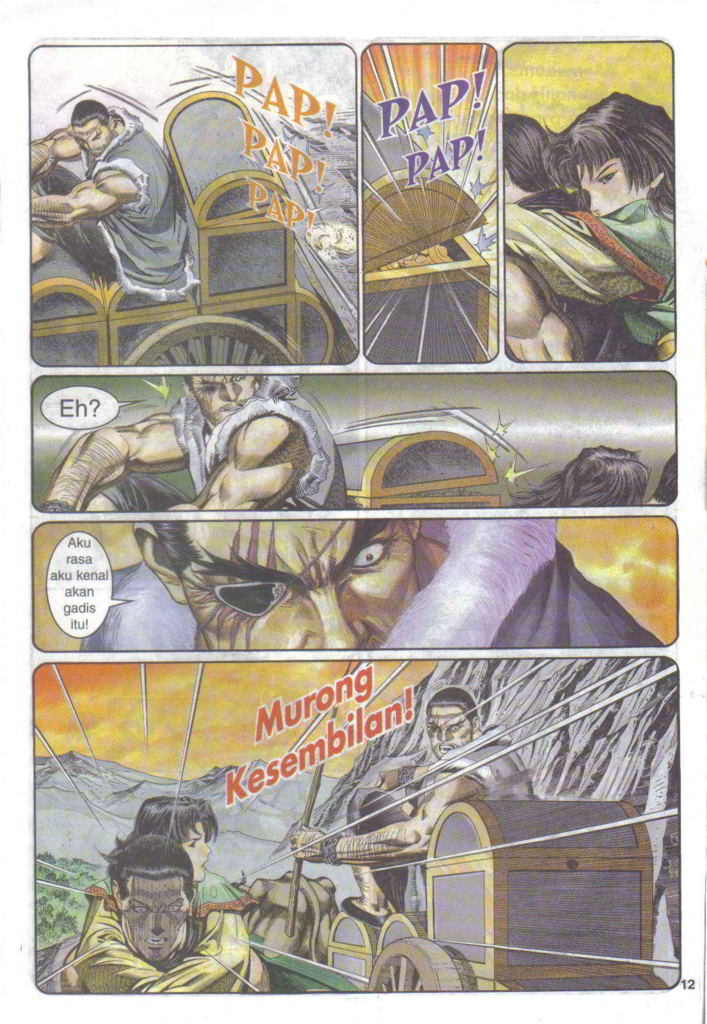 PAP!
PAP!
PAP!
PAP!
PAP!
Eh?
Aku
rasa
aku kenal
akan
gadis
itu!
Murong
Kesembilan!
12